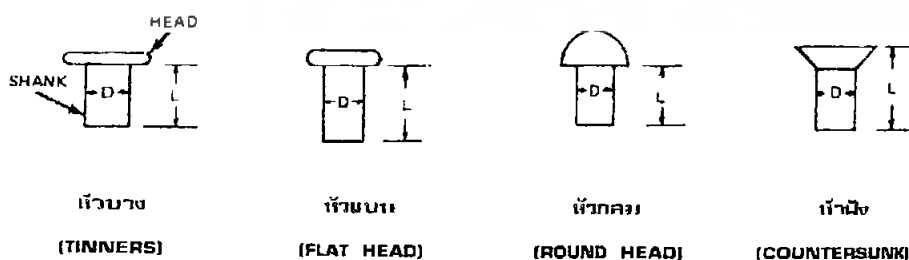 HEAD
SHANK
D
L
D
L
D
L
D
L
หัวบาง
หัวแบน
หัวกลม
หัวฝัง
(TINNERS)
(FLAT HEAD)
(ROUND HEAD)
(COUNTERSUNK)